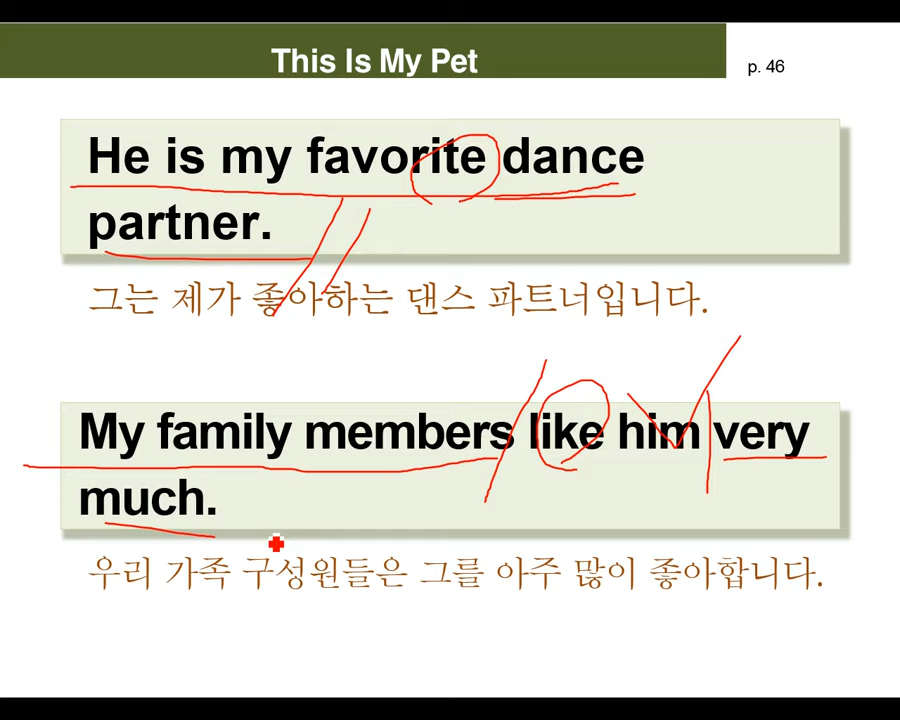 This Is My Pet
p. 46
He is my favorite dance
partner.
그는 제가 좋아하는 댄스 파트너입니다.
My family members like him very
much.
우리 가족 구성원들은 그를 아주 많이 좋아합니다.